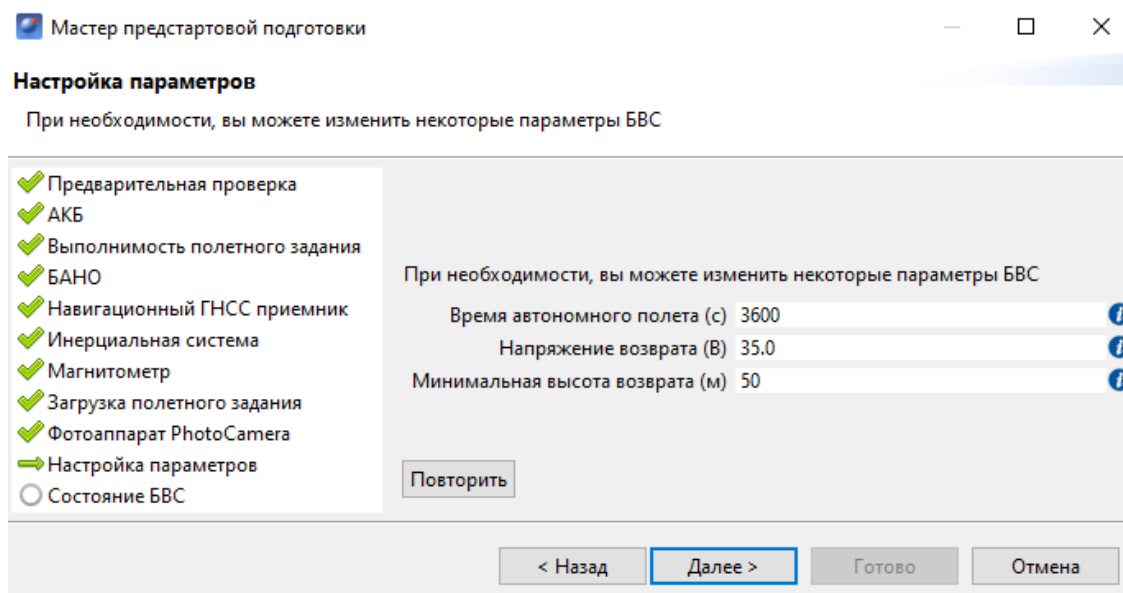 Мастер предстартовой подготовки
Настройка параметров
При необходимости, вы можете изменить некоторые параметры БВС
Предварительная проверка
АКБ
Выполнимость полетного задания
БАНО
Навигационный ГНСС приемник
Инерциальная система
Магнитометр
Загрузка полетного задания
Фотоаппарат PhotoCamera
Настройка параметров
Состояние БВС
При необходимости, вы можете изменить некоторые параметры БВС
Время автономного полета (с) 3600
Напряжение возврата (В) 35.0
Минимальная высота возврата (м) 50
Повторить
< Назад Далее > Готово Отмена